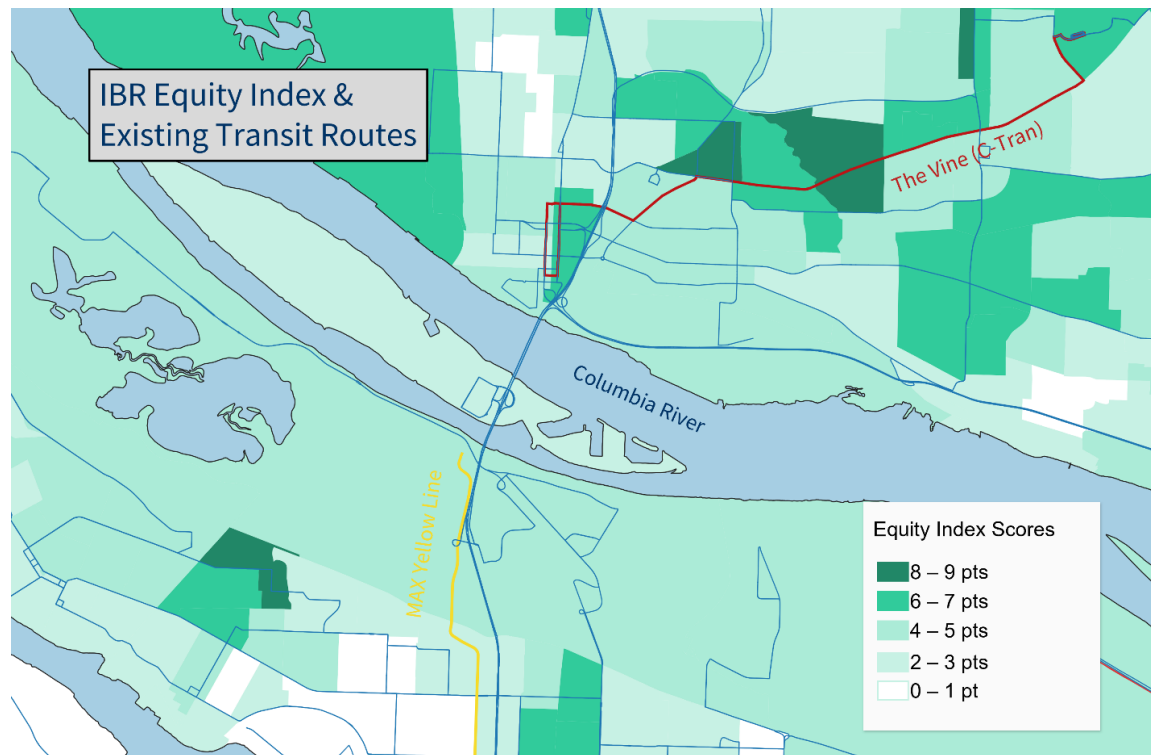 IBR Equity Index &
Existing Transit Routes
The Vine (C-Tran)
Columbia River
MAX Yellow Line
Equity Index Scores
8 – 9 pts
6 – 7 pts
4 – 5 pts
2 – 3 pts
0 – 1 pt